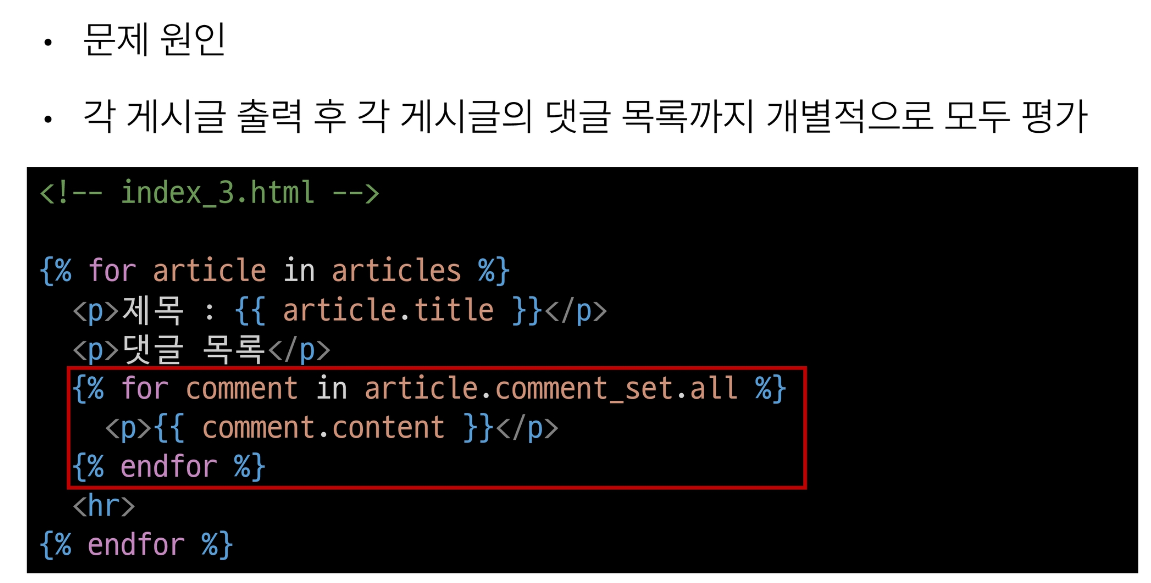 • 문제 원인
• 각 게시글 출력 후 각 게시글의 댓글 목록까지 개별적으로 모두 평가
<!-- index_3.html -->
{% for article in articles %}
  <p>제목 : {{ article.title }}</p>
  <p>댓글 목록</p>
  {% for comment in article.comment_set.all %}
    <p>{{ comment.content }}</p>
  {% endfor %}
  <hr>
{% endfor %}